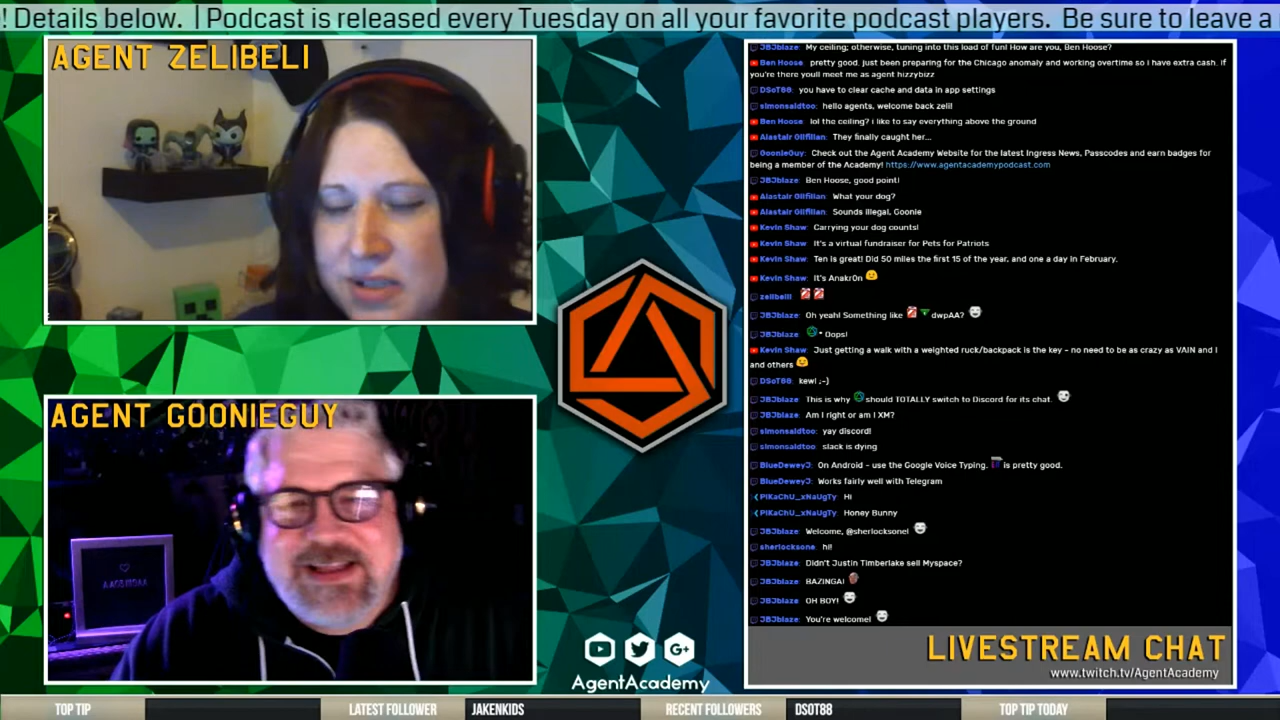 ! Details below. | Podcast is released every Tuesday on all your favorite podcast players. Be sure to leave a
AGENT ZELIBELI
AGENT GOONIEGUY
JBJblaze: My ceiling; otherwise, tuning into this load of fun! How are you, Ben Hoose?
Ben Hoose: pretty good. just been preparing for the Chicago anomaly and working overtime so i have extra cash. if
you're there youll meet me as agent hizzybizz
DSoT88: you have to clear cache and data in app settings
simonsaidtoo: hello agents, welcome back zeli!
Ben Hoose: lol the ceiling? i like to say everything above the ground
Alastair Gilfilian: They finally caught her...
GoonieGuy: Check out the Agent Academy Website for the latest Ingress News, Passcodes and earn badges for
being a member of the Academy! https://www.agentacademypodcast.com
JBJblaze: Ben Hoose, good point!
Alastair Gilfilian: What your dog?
Alastair Gilfilian: Sounds illegal, Goonie
Kevin Shaw: Carrying your dog counts!
Kevin Shaw: It's a virtual fundraiser for Pets for Patriots
Kevin Shaw: Ten is great! Did 50 miles the first 15 of the year, and one a day in February.
Kevin Shaw: It's Anakr0n
zelibeli:
JBJblaze: Oh yeah! Something like dwpAA?
JBJblaze: * Oops!
Kevin Shaw: Just getting a walk with a weighted ruck/backpack is the key - no need to be as crazy as VAIN and I
and others
DSoT88: kewl ;-)
JBJblaze: This is why should TOTALLY switch to Discord for its chat.
JBJblaze: Am I right or am I XM?
simonsaidtoo: yay discord!
simonsaidtoo: slack is dying
BlueDeweyJ: On Android - use the Google Voice Typing. is pretty good.
BlueDeweyJ: Works fairly well with Telegram
PiKaChU_xNaUgTy: Hi
PiKaChU_xNaUgTy: Honey Bunny
JBJblaze: Welcome, @sherlocksone!
sherlocksone: hi!
JBJblaze: Didn't Justin Timberlake sell Myspace?
JBJblaze: BAZINGA!
JBJblaze: OH BOY!
JBJblaze: You're welcome!
LIVESTREAM CHAT
www.twitch.tv/AgentAcademy
G+
AgentAcademy
TOP TIP
LATEST FOLLOWER
JAKENKIDS
RECENT FOLLOWERS
DSOT88
TOP TIP TODAY